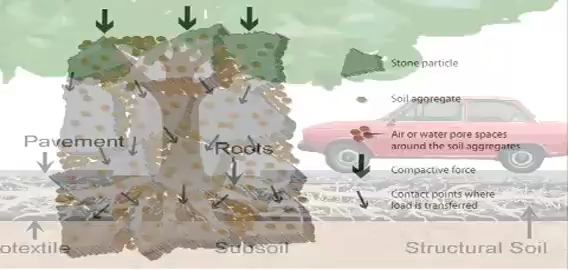 Stone particle
Soil aggregate
Air or water pore spaces
around the soil aggregates
Pavement
Roots
Compactive force
Contact points where
load is transferred
otextile
Subsoil
Structural Soil